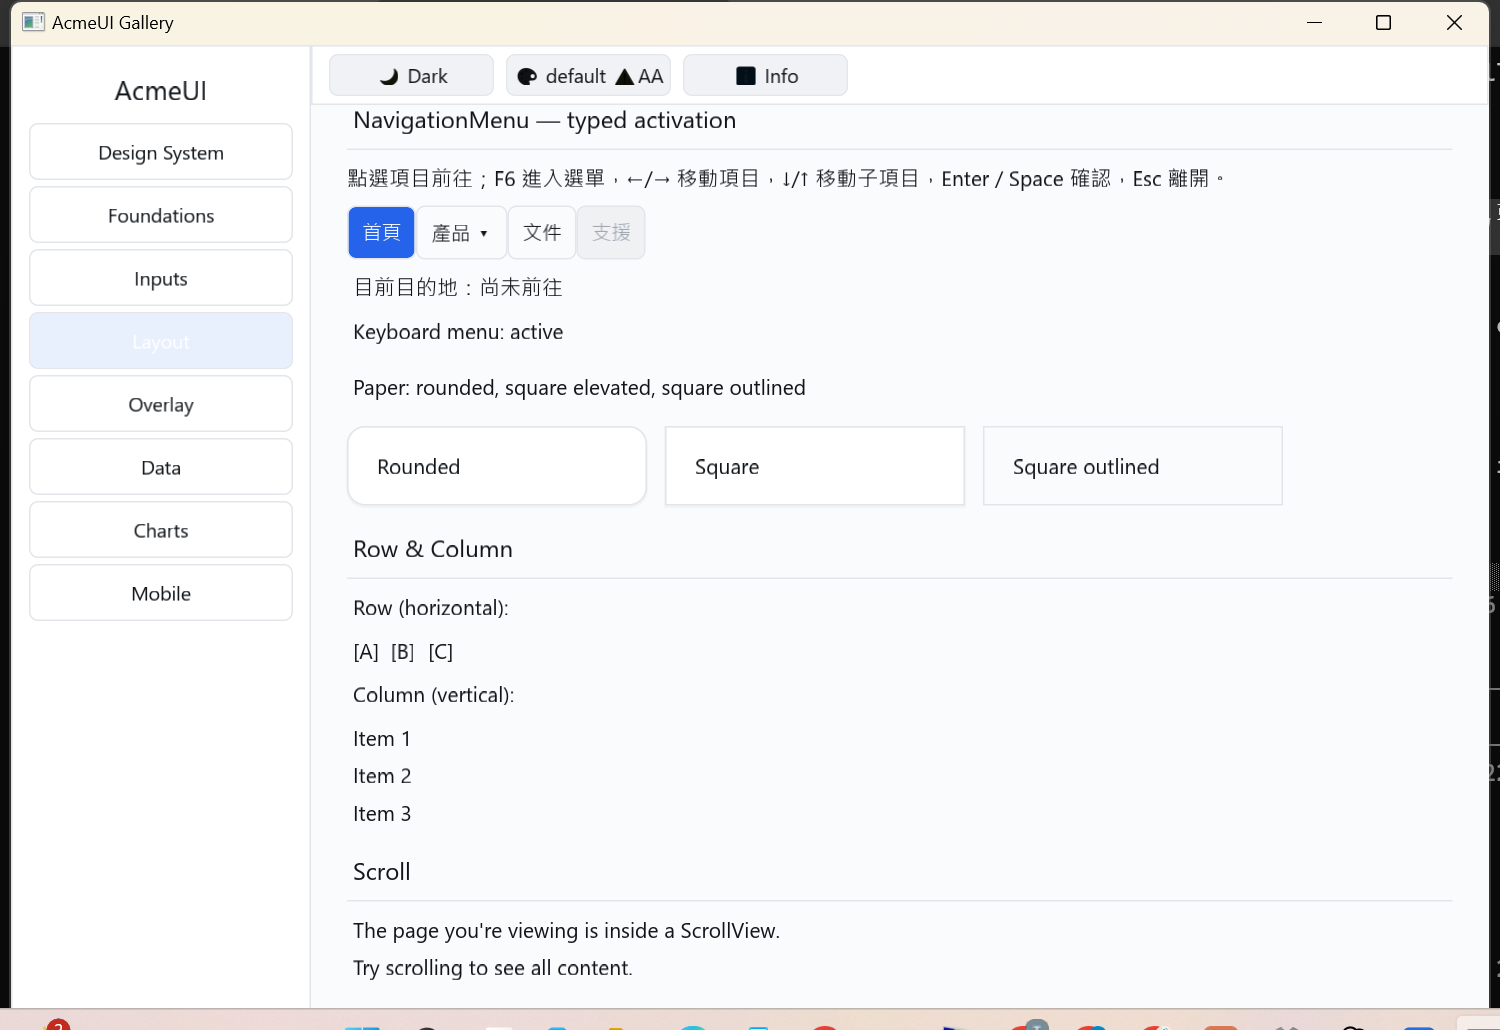 AcmeUI Gallery
AcmeUI
Design System
Foundations
Inputs
Layout
Overlay
Data
Charts
Mobile
Dark
default ▲ AA
Info
NavigationMenu — typed activation
點選項目前往；F6 進入選單，←/→ 移動項目，↓/↑ 移動子項目，Enter / Space 確認，Esc 離開。
首頁 產品 ▾ 文件 支援
目前目的地：尚未前往
Keyboard menu: active
Paper: rounded, square elevated, square outlined
Rounded
Square
Square outlined
Row & Column
Row (horizontal):
[A] [B] [C]
Column (vertical):
Item 1
Item 2
Item 3
Scroll
The page you're viewing is inside a ScrollView.
Try scrolling to see all content.